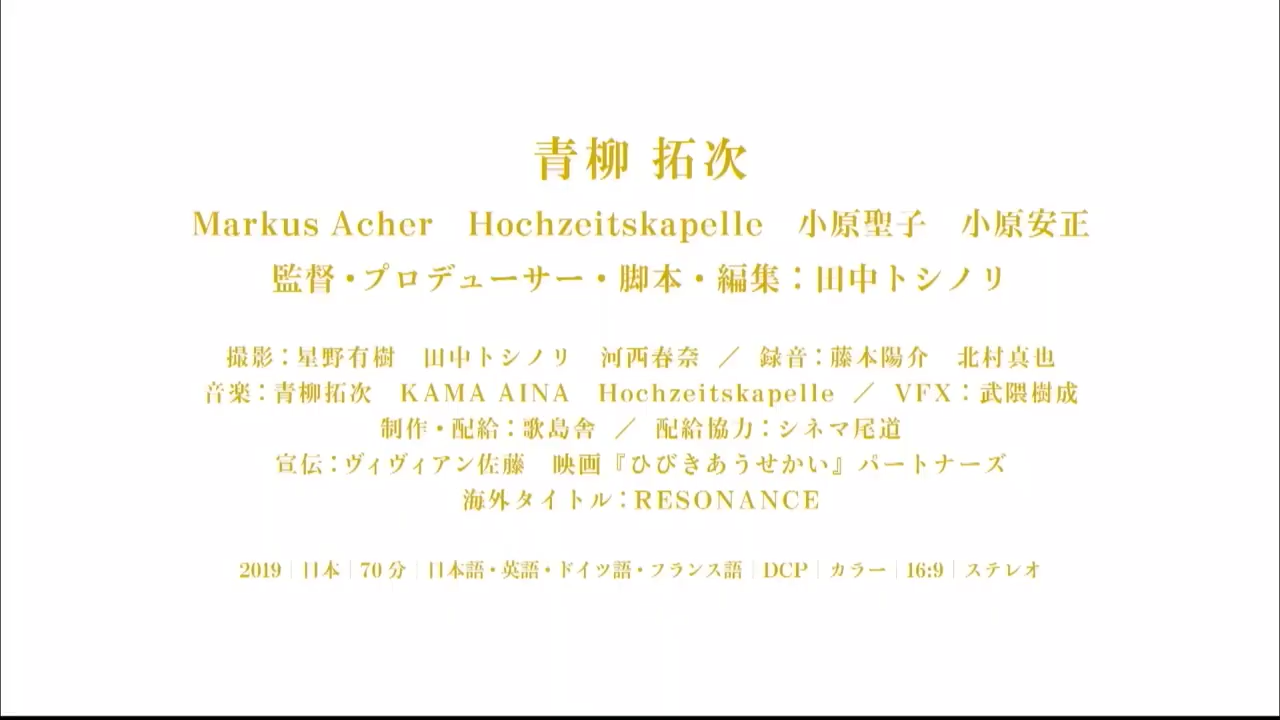 青柳 拓次
Markus Acher　Hochzeitskapelle　小原聖子　小原安正
監督・プロデューサー・脚本・編集：田中トシノリ
撮影：星野有樹　田中トシノリ　河西春奈 ／ 録音：藤本陽介　北村真也
音楽：青柳拓次　KAMA AINA　Hochzeitskapelle ／ VFX：武隈樹成
制作・配給：歌島舎 ／ 配給協力：シネマ尾道
宣伝：ヴィヴィアン佐藤　映画『ひびきあうせかい』パートナーズ
海外タイトル：RESONANCE
2019｜日本｜70分｜日本語・英語・ドイツ語・フランス語｜DCP｜カラー｜16:9｜ステレオ